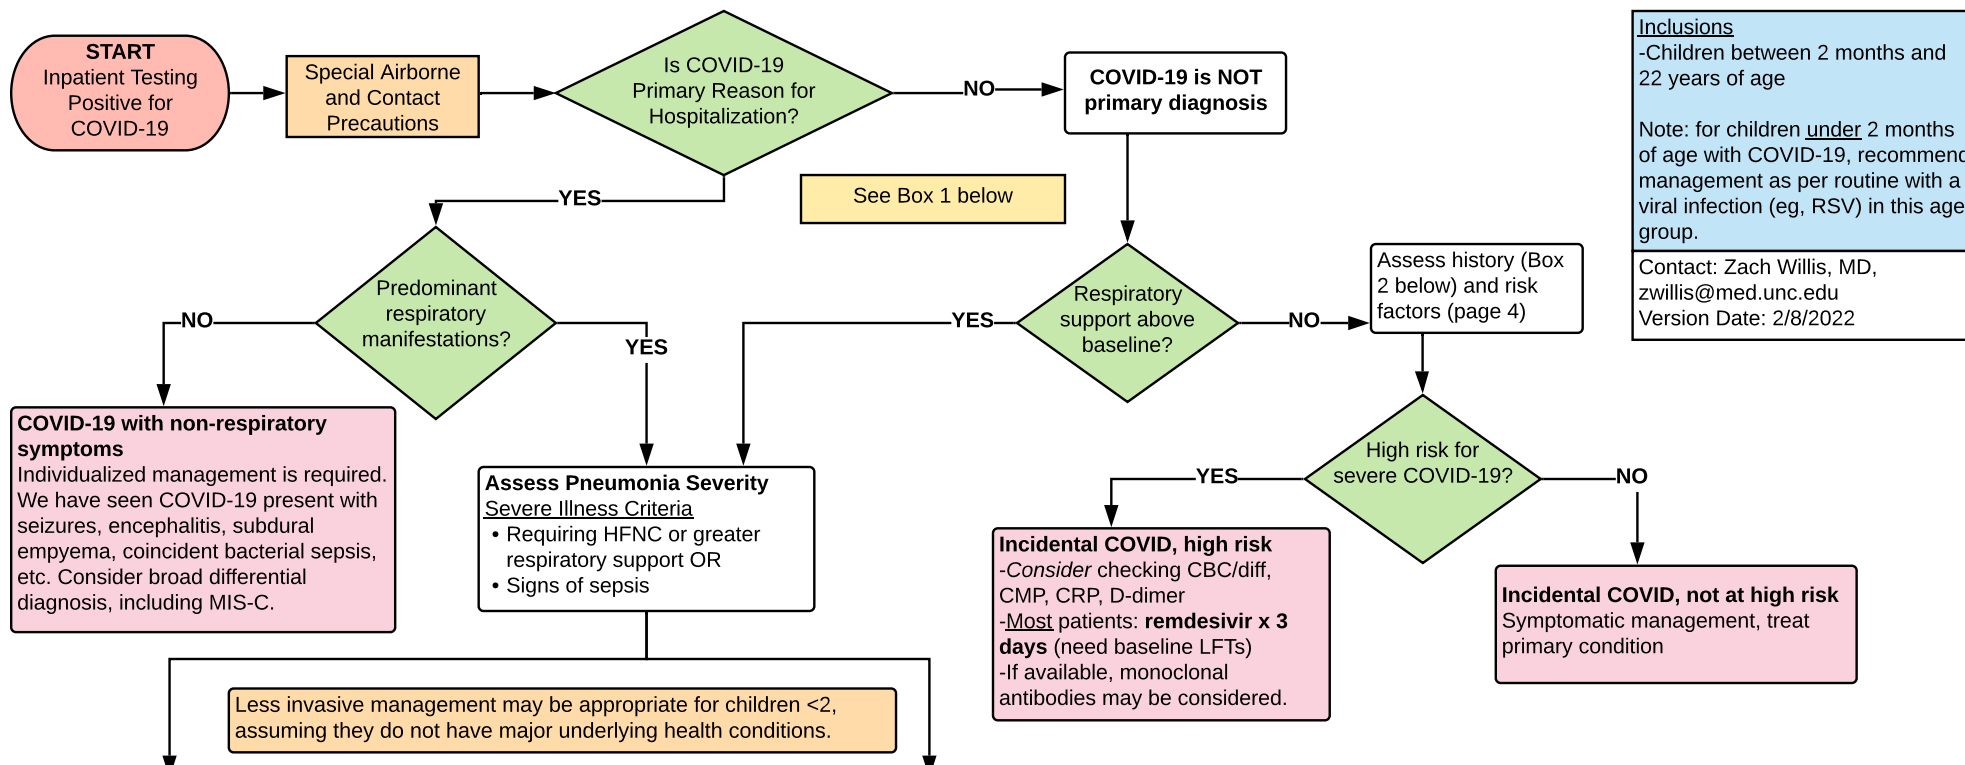 START
Inpatient Testing
Positive for
COVID-19
Special Airborne
and Contact
Precautions
Is COVID-19
Primary Reason for
Hospitalization?
NO
COVID-19 is NOT
primary diagnosis
Inclusions
-Children between 2 months and
22 years of age
Note: for children under 2 months
of age with COVID-19, recommend
management as per routine with a
viral infection (eg, RSV) in this age
group.
Contact: Zach Willis, MD,
zwillis@med.unc.edu
Version Date: 2/8/2022
YES
See Box 1 below
Predominant
respiratory
manifestations?
NO
YES
Respiratory
support above
baseline?
YES
NO
Assess history (Box
2 below) and risk
factors (page 4)
COVID-19 with non-respiratory
symptoms
Individualized management is required.
We have seen COVID-19 present with
seizures, encephalitis, subdural
empyema, coincident bacterial sepsis,
etc. Consider broad differential
diagnosis, including MIS-C.
Assess Pneumonia Severity
Severe Illness Criteria
• Requiring HFNC or greater
respiratory support OR
• Signs of sepsis
High risk for
severe COVID-19?
YES
NO
Incidental COVID, high risk
-Consider checking CBC/diff,
CMP, CRP, D-dimer
-Most patients: remdesivir x 3
days (need baseline LFTs)
-If available, monoclonal
antibodies may be considered.
Incidental COVID, not at high risk
Symptomatic management, treat
primary condition
Less invasive management may be appropriate for children <2,
assuming they do not have major underlying health conditions.